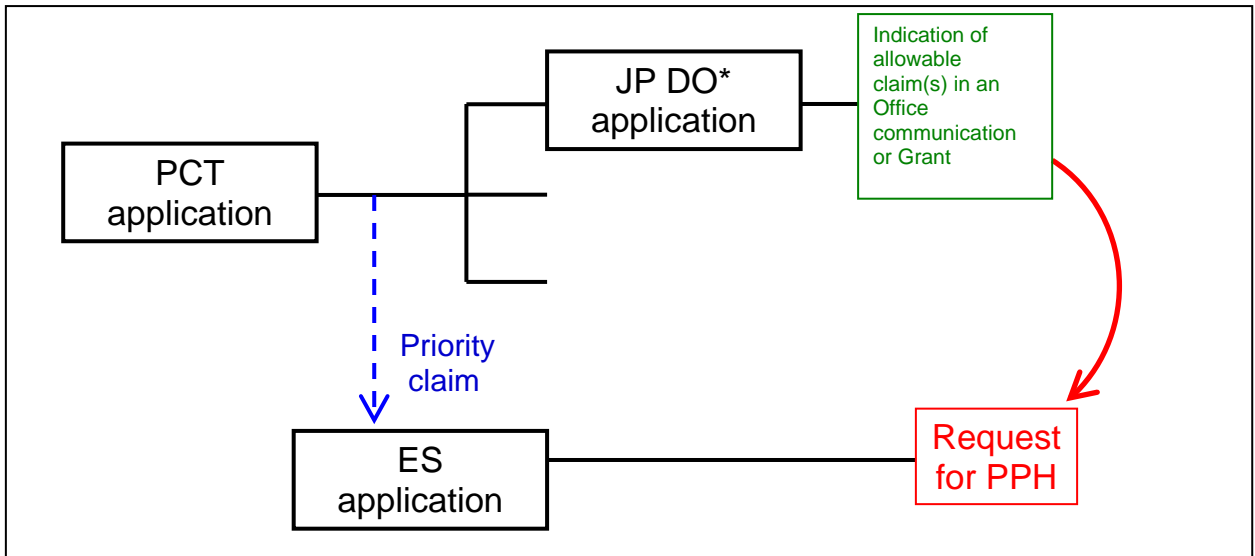 Indication of
allowable
claim(s) in an
Office
communication
or Grant
JP DO*
application
PCT
application
Priority
claim
ES
application
Request
for PPH